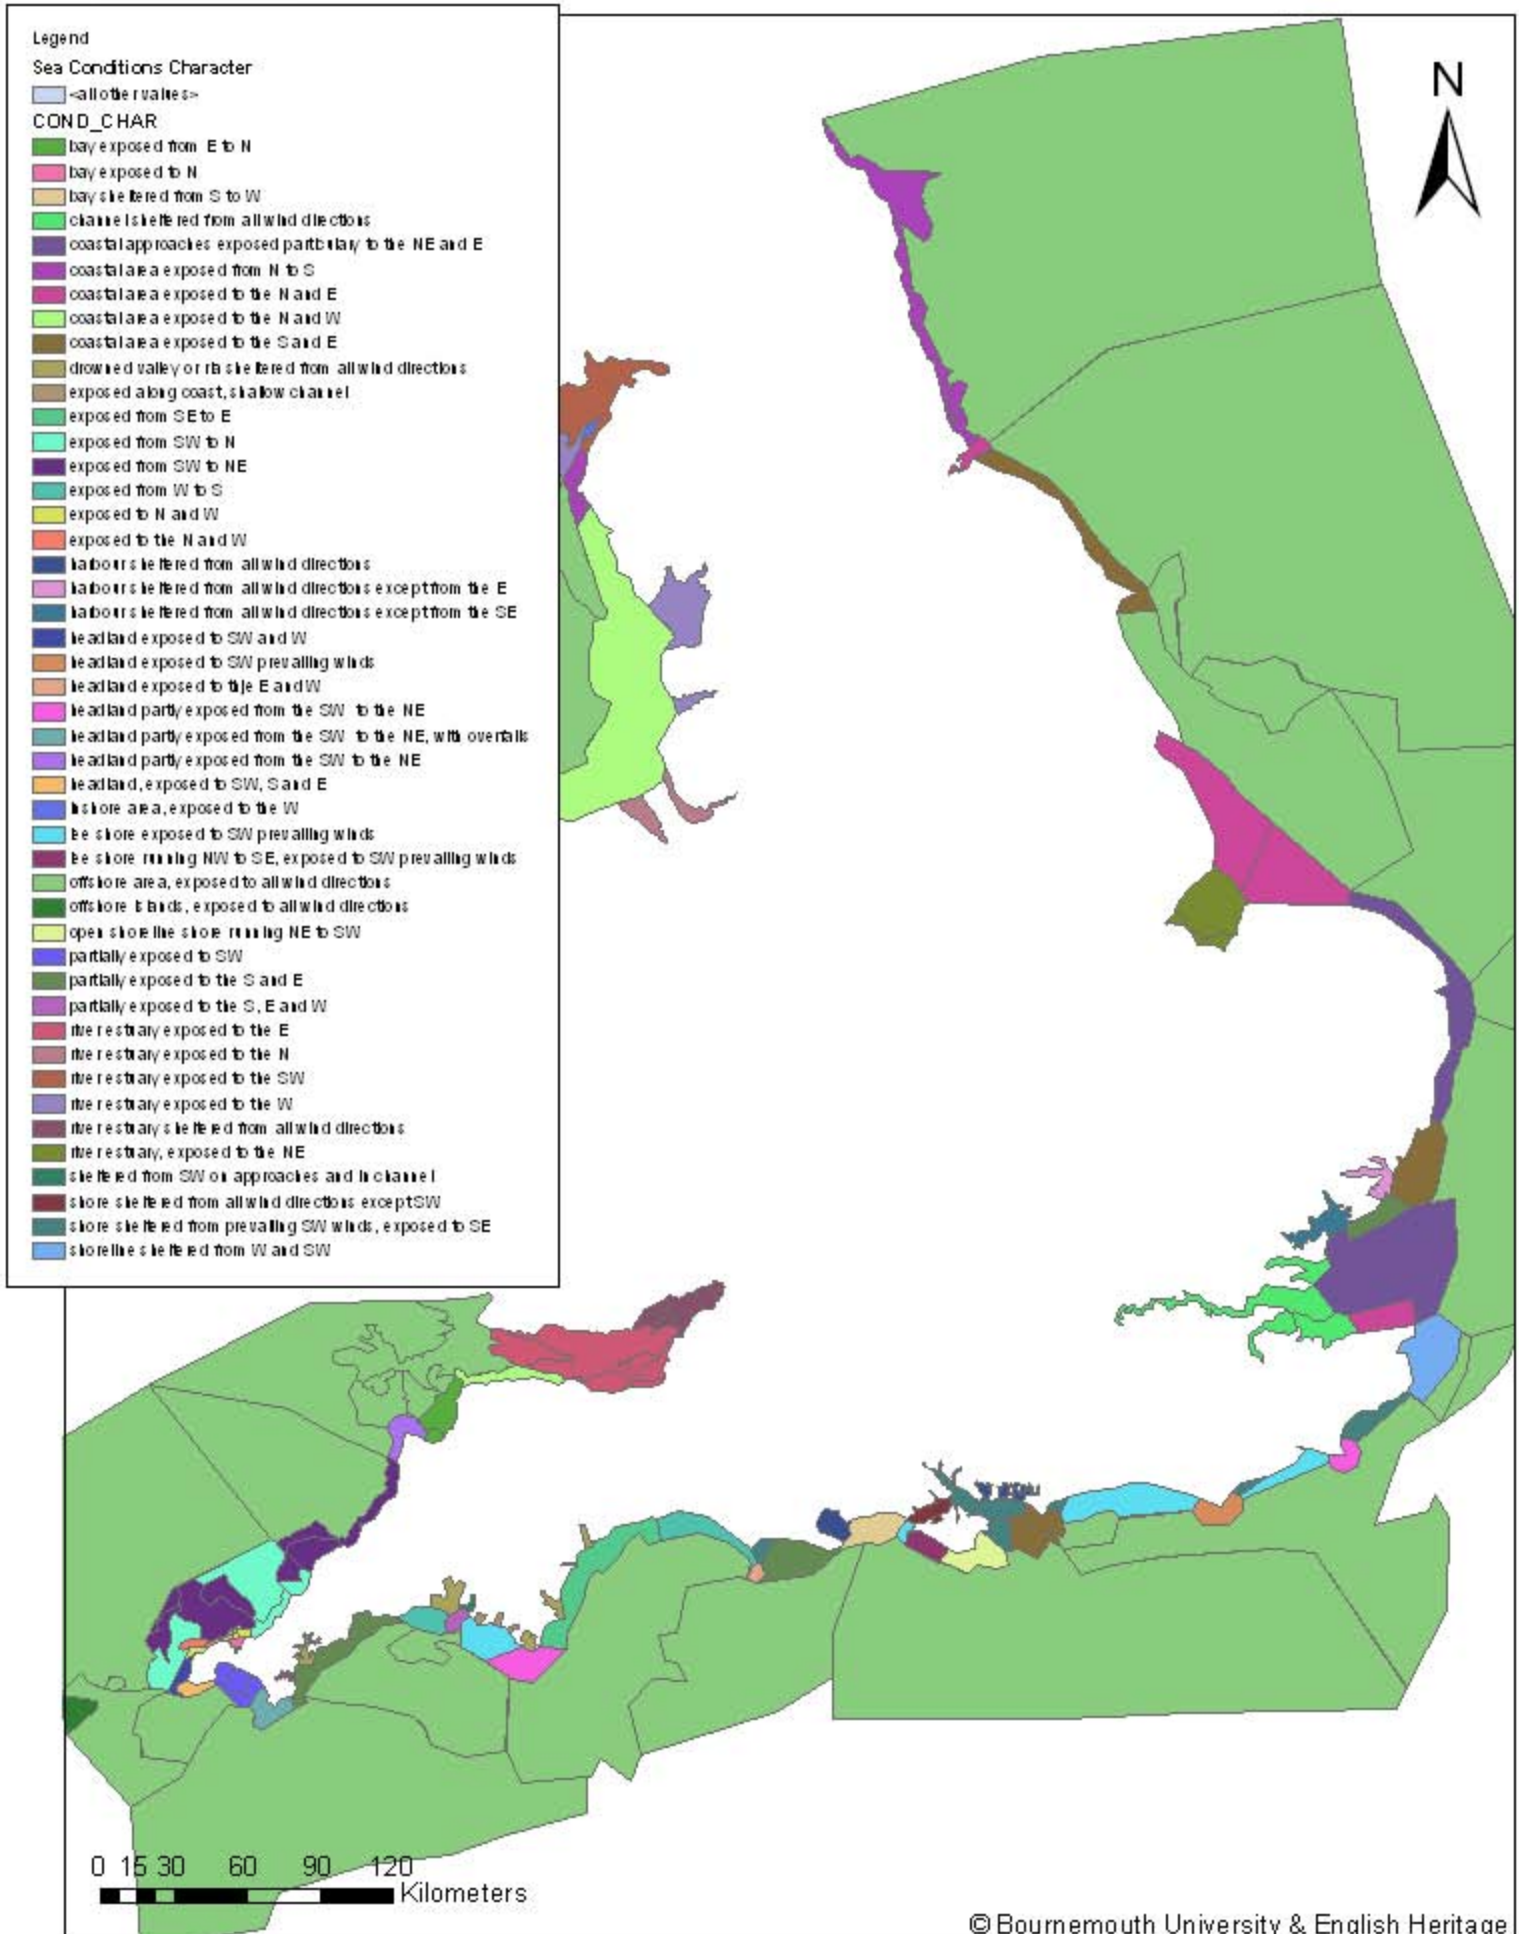 Legend
Sea Conditions Character
<all other values>
COND_CHAR
bay exposed from E to N
bay exposed to N
bay sheltered from S to W
channel sheltered from all wind directions
coastal approaches exposed particulary to the NE and E
coastal area exposed from N to S
coastal area exposed to the N and E
coastal area exposed to the N and W
coastal area exposed to the S and E
drowned valley or ria sheltered from all wind directions
exposed along coast, shallow channel
exposed from SE to E
exposed from SW to N
exposed from SW to NE
exposed from W to S
exposed to N and W
exposed to the N and W
harbour sheltered from all wind directions
harbour sheltered from all wind directions except from the E
harbour sheltered from all wind directions except from the SE
headland exposed to SW and W
headland exposed to SW prevailing winds
headland exposed to thje E and W
headland partly exposed from the SW to the NE
headland partly exposed from the SW to the NE, with overfalls
headland partly exposed from the SW to the NE
headland, exposed to SW, S and E
inshore area, exposed to the W
lee shore exposed to SW prevailing winds
lee shore running NW to SE, exposed to SW prevailing winds
offshore area, exposed to all wind directions
offshore islands, exposed to all wind directions
open shoreline shore running NE to SW
partially exposed to SW
partially exposed to the S and E
partially exposed to the S, E and W
river estuary exposed to the E
river estuary exposed to the N
river estuary exposed to the SW
river estuary exposed to the W
river estuary sheltered from all wind directions
river estuary, exposed to the NE
sheltered from SW on approaches and in channel
shore sheltered from all wind directions except SW
shore sheltered from prevailing SW winds, exposed to SE
shoreline sheltered from W and SW
N
0 15 30 60 90 120
Kilometers
© Bournemouth University & English Heritage